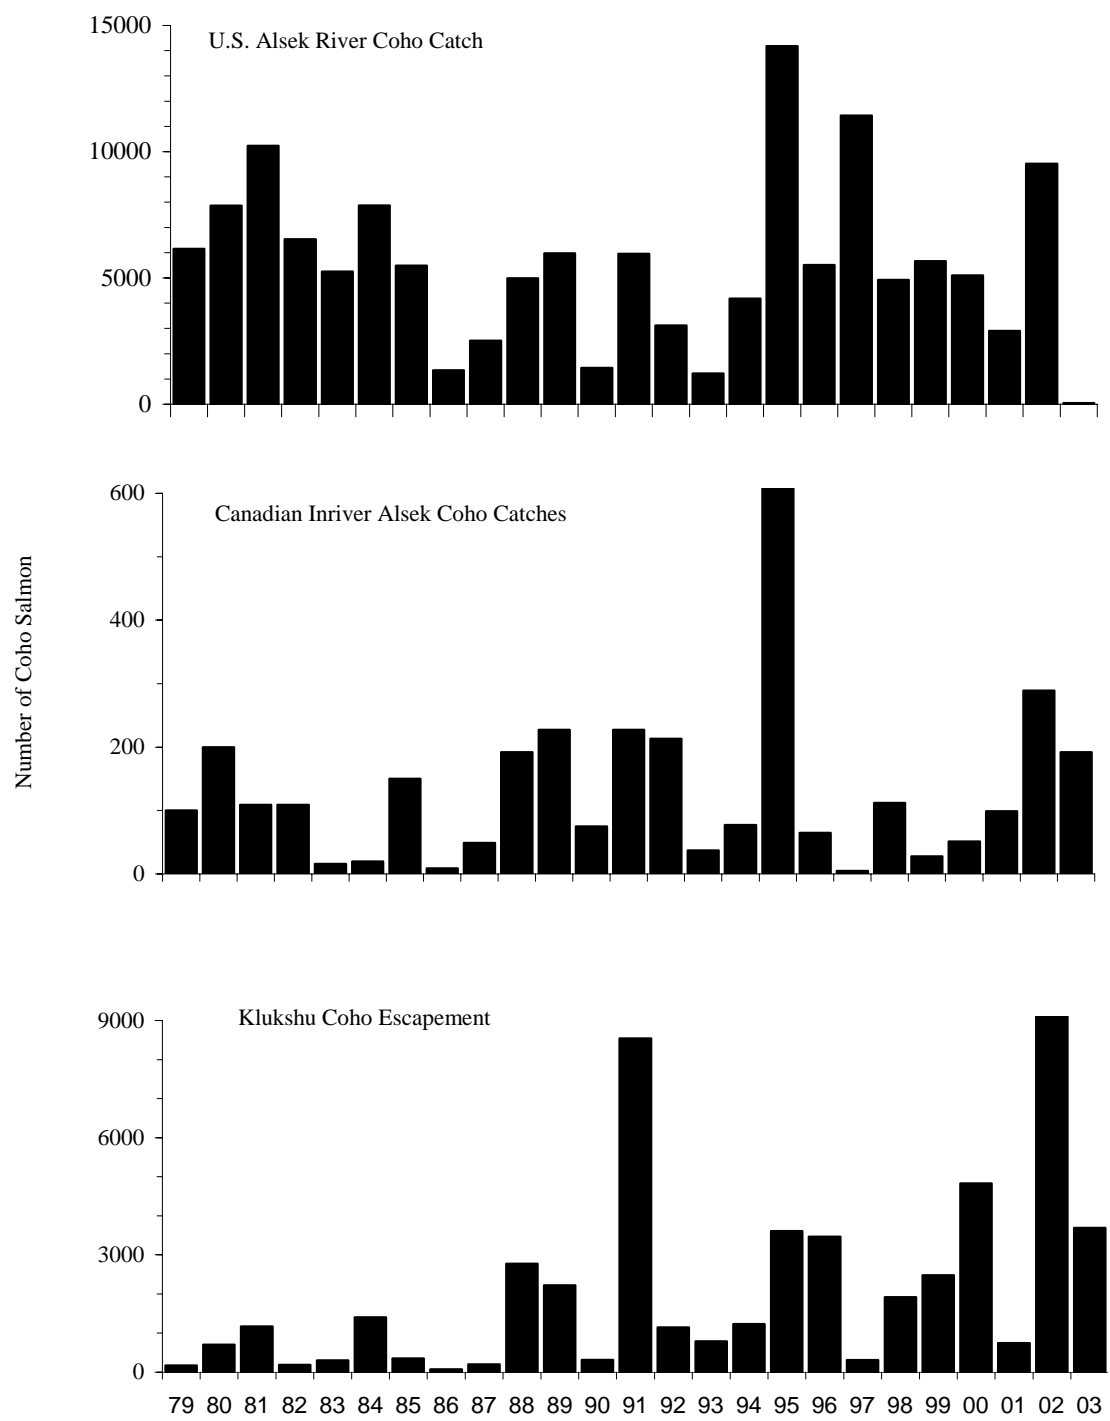 15000
U.S. Alsek River Coho Catch
10000
5000
0
600
Canadian Inriver Alsek Coho Catches
400
200
0
Number of Coho Salmon
9000
Klukshu Coho Escapement
6000
3000
0
79 80 81 82 83 84 85 86 87 88 89 90 91 92 93 94 95 96 97 98 99 00 01 02 03